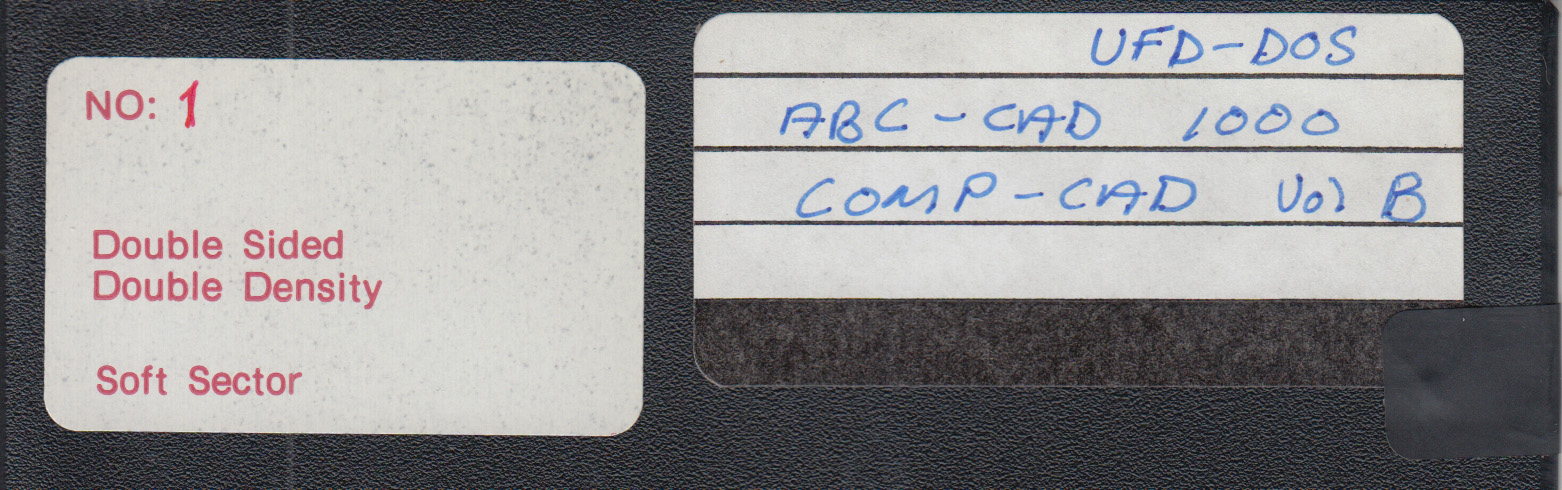 NO: 1
Double Sided
Double Density
Soft Sector
UFD-DOS
ABC-CAD 1000
COMP-CAD Vol B